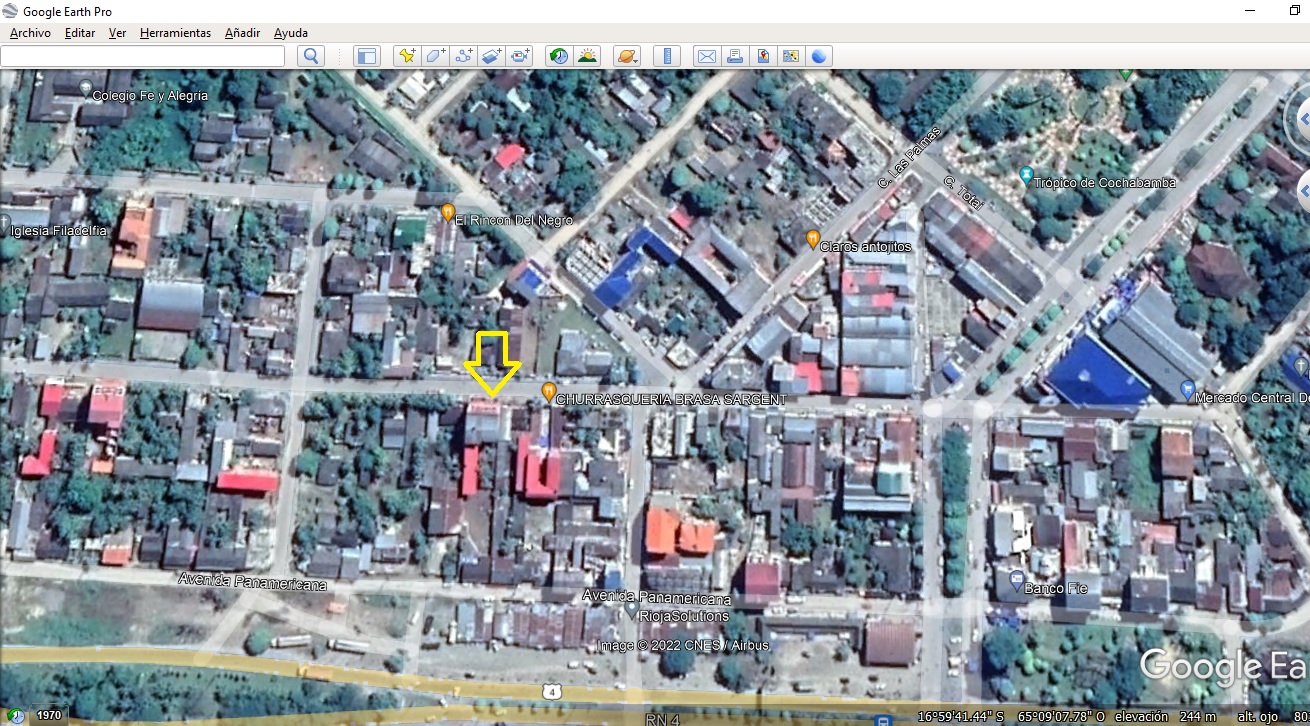 Google Earth Pro
Archivo Editar Ver Herramientas Añadir Ayuda
Colegio Fe y Alegria
C. Las Palmas
C. Totai
Trópico de Cochabamba
El Rincon Del Negro
Iglesia Filadelfia
Claros antojitos
CHURRASQUERIA BRASA SARGENT
Mercado Central De
Avenida Panamericana
Banco Fie
Avenida Panamericana
RiojaSolutions
Image © 2022 CNES / Airbus
Google Ea
4
1970
RN 4
16°59'41.44" S 65°09'07.78" O elevación 244 m alt. ojo 80